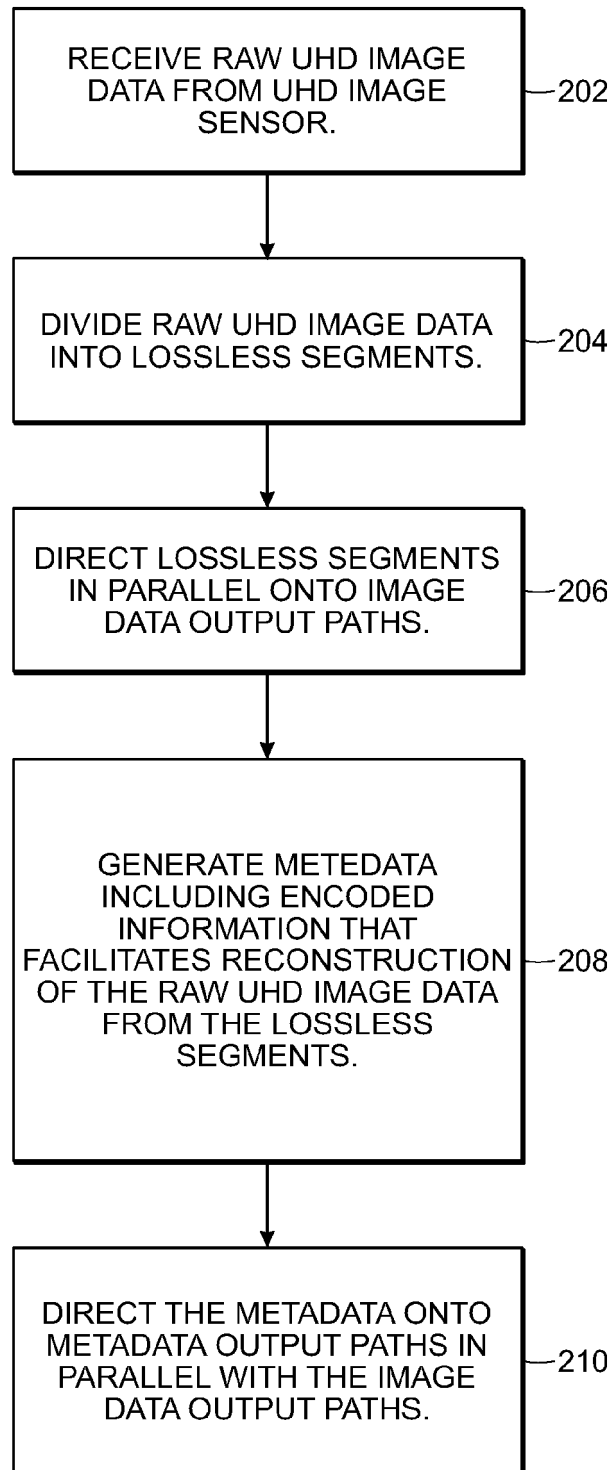 RECEIVE RAW UHD IMAGE
DATA FROM UHD IMAGE
SENSOR.
202
DIVIDE RAW UHD IMAGE DATA
INTO LOSSLESS SEGMENTS.
204
DIRECT LOSSLESS SEGMENTS
IN PARALLEL ONTO IMAGE
DATA OUTPUT PATHS.
206
GENERATE METEDATA
INCLUDING ENCODED
INFORMATION THAT
FACILITATES RECONSTRUCTION
OF THE RAW UHD IMAGE DATA
FROM THE LOSSLESS
SEGMENTS.
208
DIRECT THE METADATA ONTO
METADATA OUTPUT PATHS IN
PARALLEL WITH THE IMAGE
DATA OUTPUT PATHS.
210